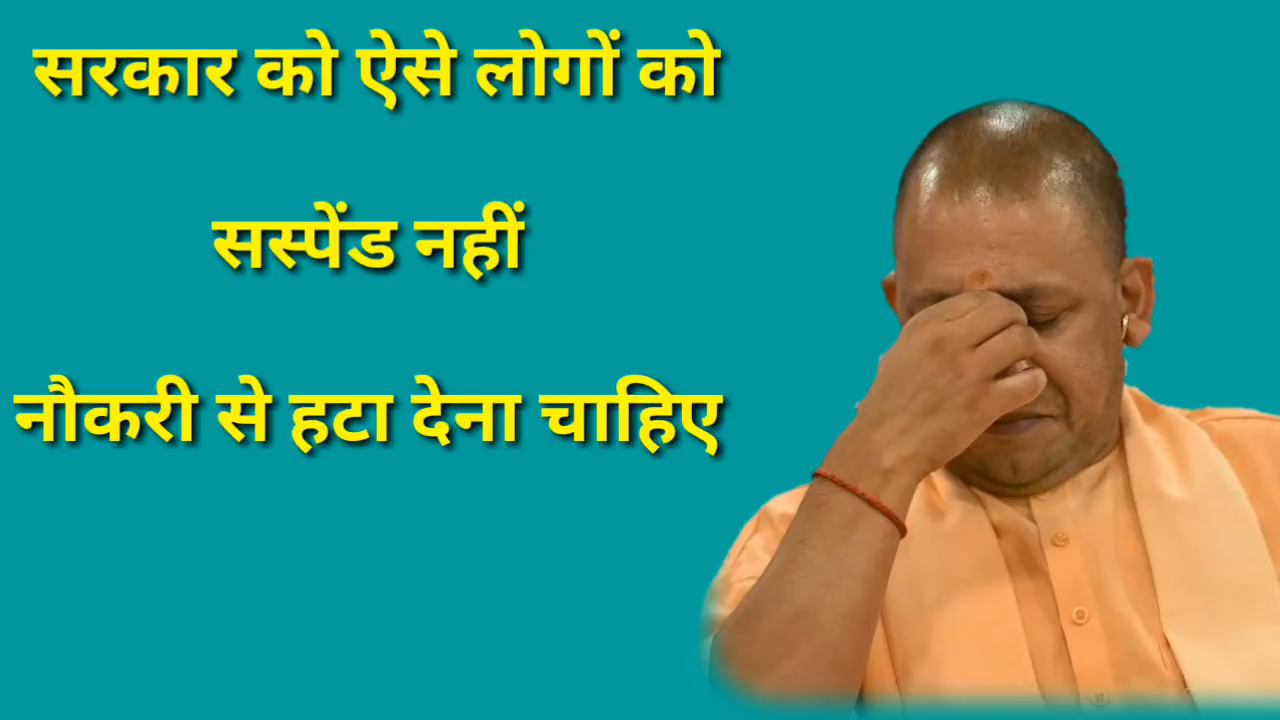 सरकार को ऐसे लोगों को
सस्पेंड नहीं
नौकरी से हटा देना चाहिए